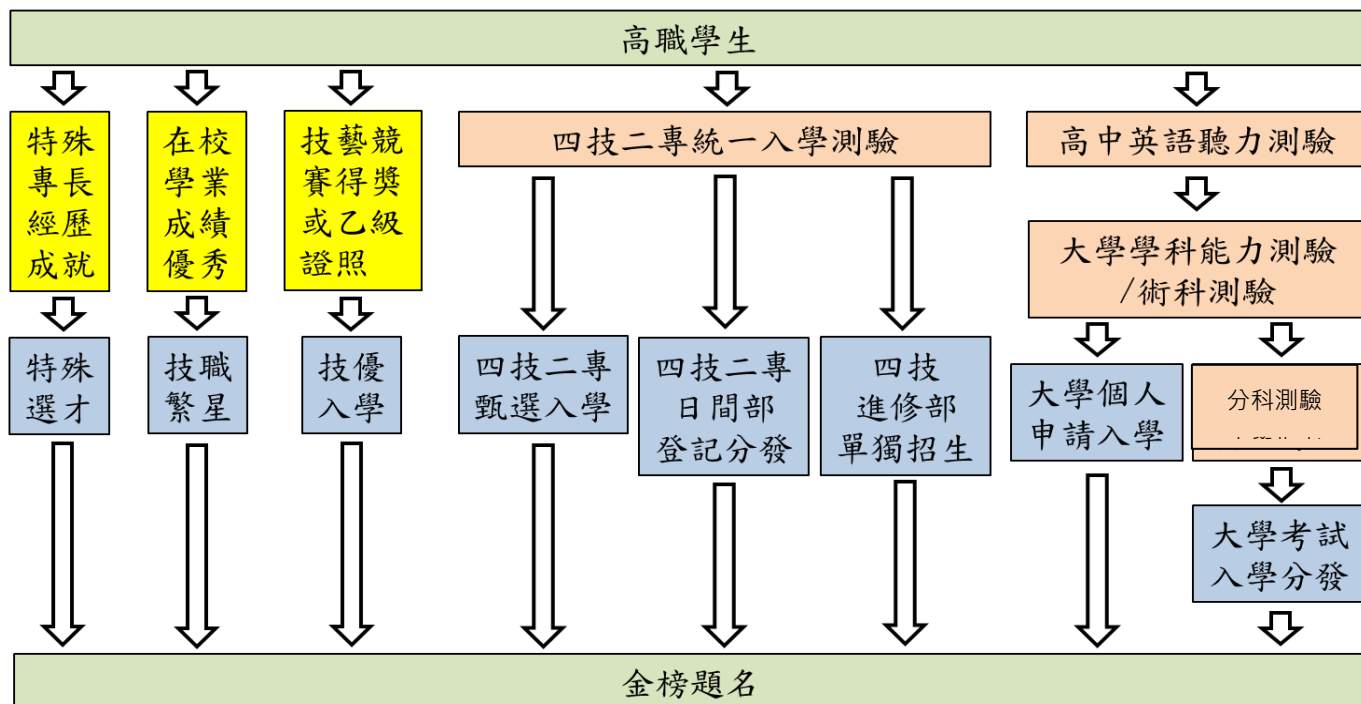 高職學生
特殊
專長
經歷
成就
在校
學業
成績
優秀
技藝競
賽得獎
或乙級
證照
四技二專統一入學測驗
高中英語聽力測驗
大學學科能力測驗
/術科測驗
特殊
選才
技職
繁星
技優
入學
四技二專
甄選入學
四技二專
日間部
登記分發
四技
進修部
單獨招生
大學個人
申請入學
分科測驗
大學考試
入學分發
金榜題名